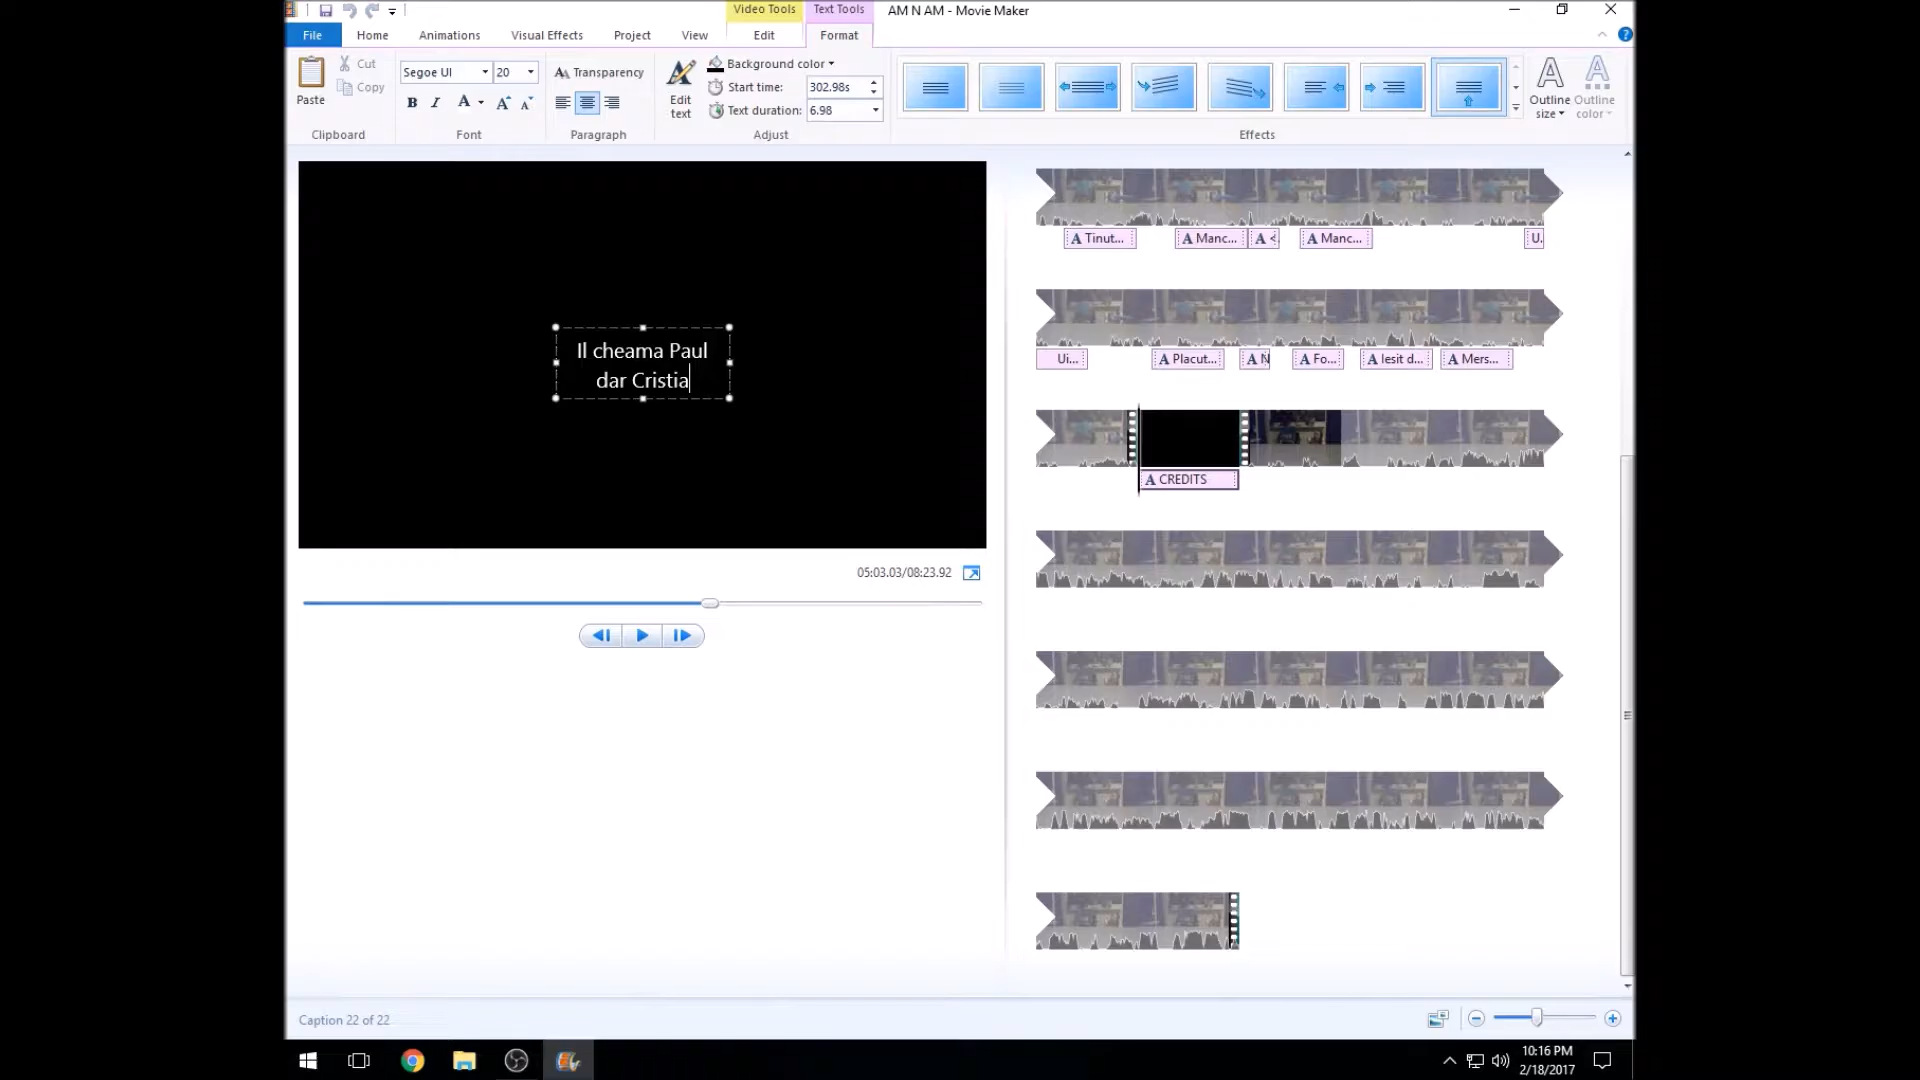 Video Tools
Text Tools
AM N AM - Movie Maker
File
Home
Animations
Visual Effects
Project
View
Edit
Format
Paste
Cut
Copy
Clipboard
Segoe UI
20
B I A A A
Font
Transparency
Paragraph
Edit
text
Background color
Start time:
302.98s
Text duration:
6.98
Adjust
Effects
Outline
size
Outline
color
Il cheama Paul
dar Cristia
05:03.03/08:23.92
A Tinut...
A Manc...
A <
A Manc...
U.
Ui...
A Placut...
A N
A Fo...
A Iesit d...
A Mers...
A CREDITS
Caption 22 of 22
10:16 PM
2/18/2017